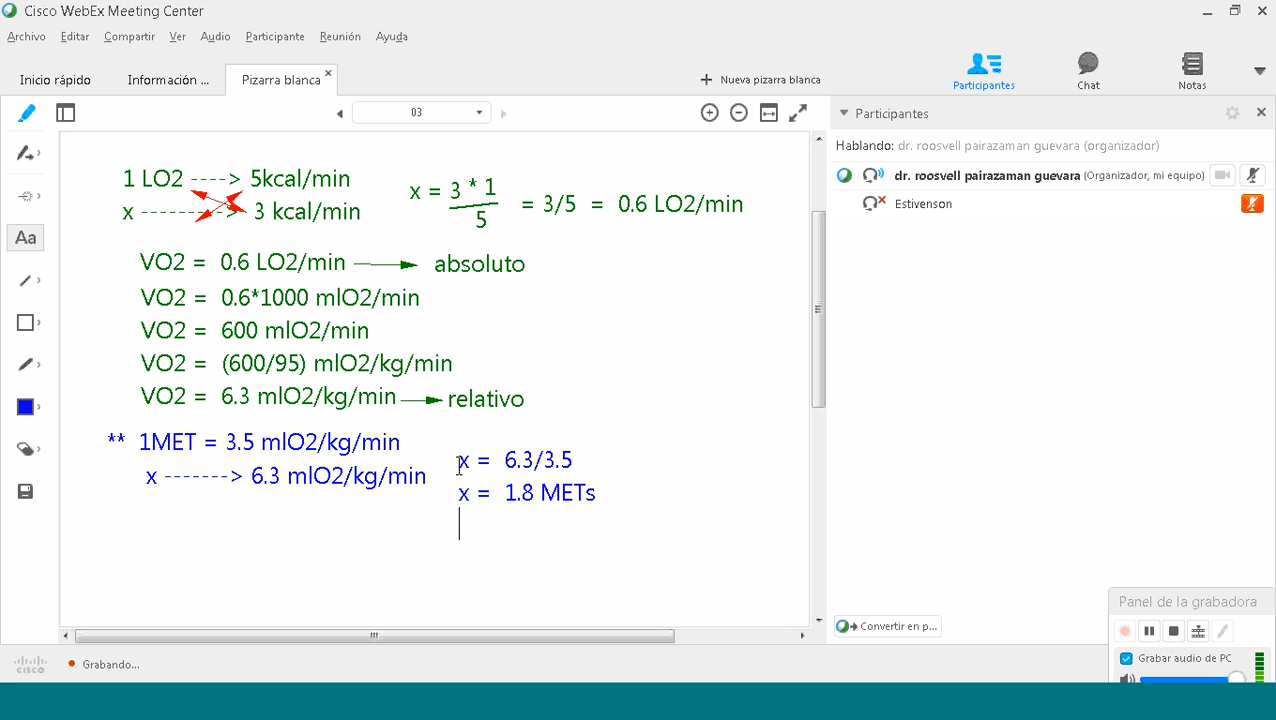 Cisco WebEx Meeting Center
Archivo Editar Compartir Ver Audio Participante Reunión Ayuda
Inicio rápido Información ... Pizarra blanca × + Nueva pizarra blanca
Participantes Chat Notas
03
Participantes
Hablando: dr. roosvell pairazaman guevara (organizador)
dr. roosvell pairazaman guevara (Organizador, mi equipo)
Estivenson
Aa
1 LO2 ----> 5kcal/min
x ----------> 3 kcal/min
x = 3 * 1
5
= 3/5 = 0.6 LO2/min
VO2 = 0.6 LO2/min absoluto
VO2 = 0.6*1000 mlO2/min
VO2 = 600 mlO2/min
VO2 = (600/95) mlO2/kg/min
VO2 = 6.3 mlO2/kg/min relativo
** 1MET = 3.5 mlO2/kg/min
x -------> 6.3 mlO2/kg/min
x = 6.3/3.5
x = 1.8 METs
Convertir en p...
Panel de la grabadora
Grabar audio de PC
cisco
Grabando...